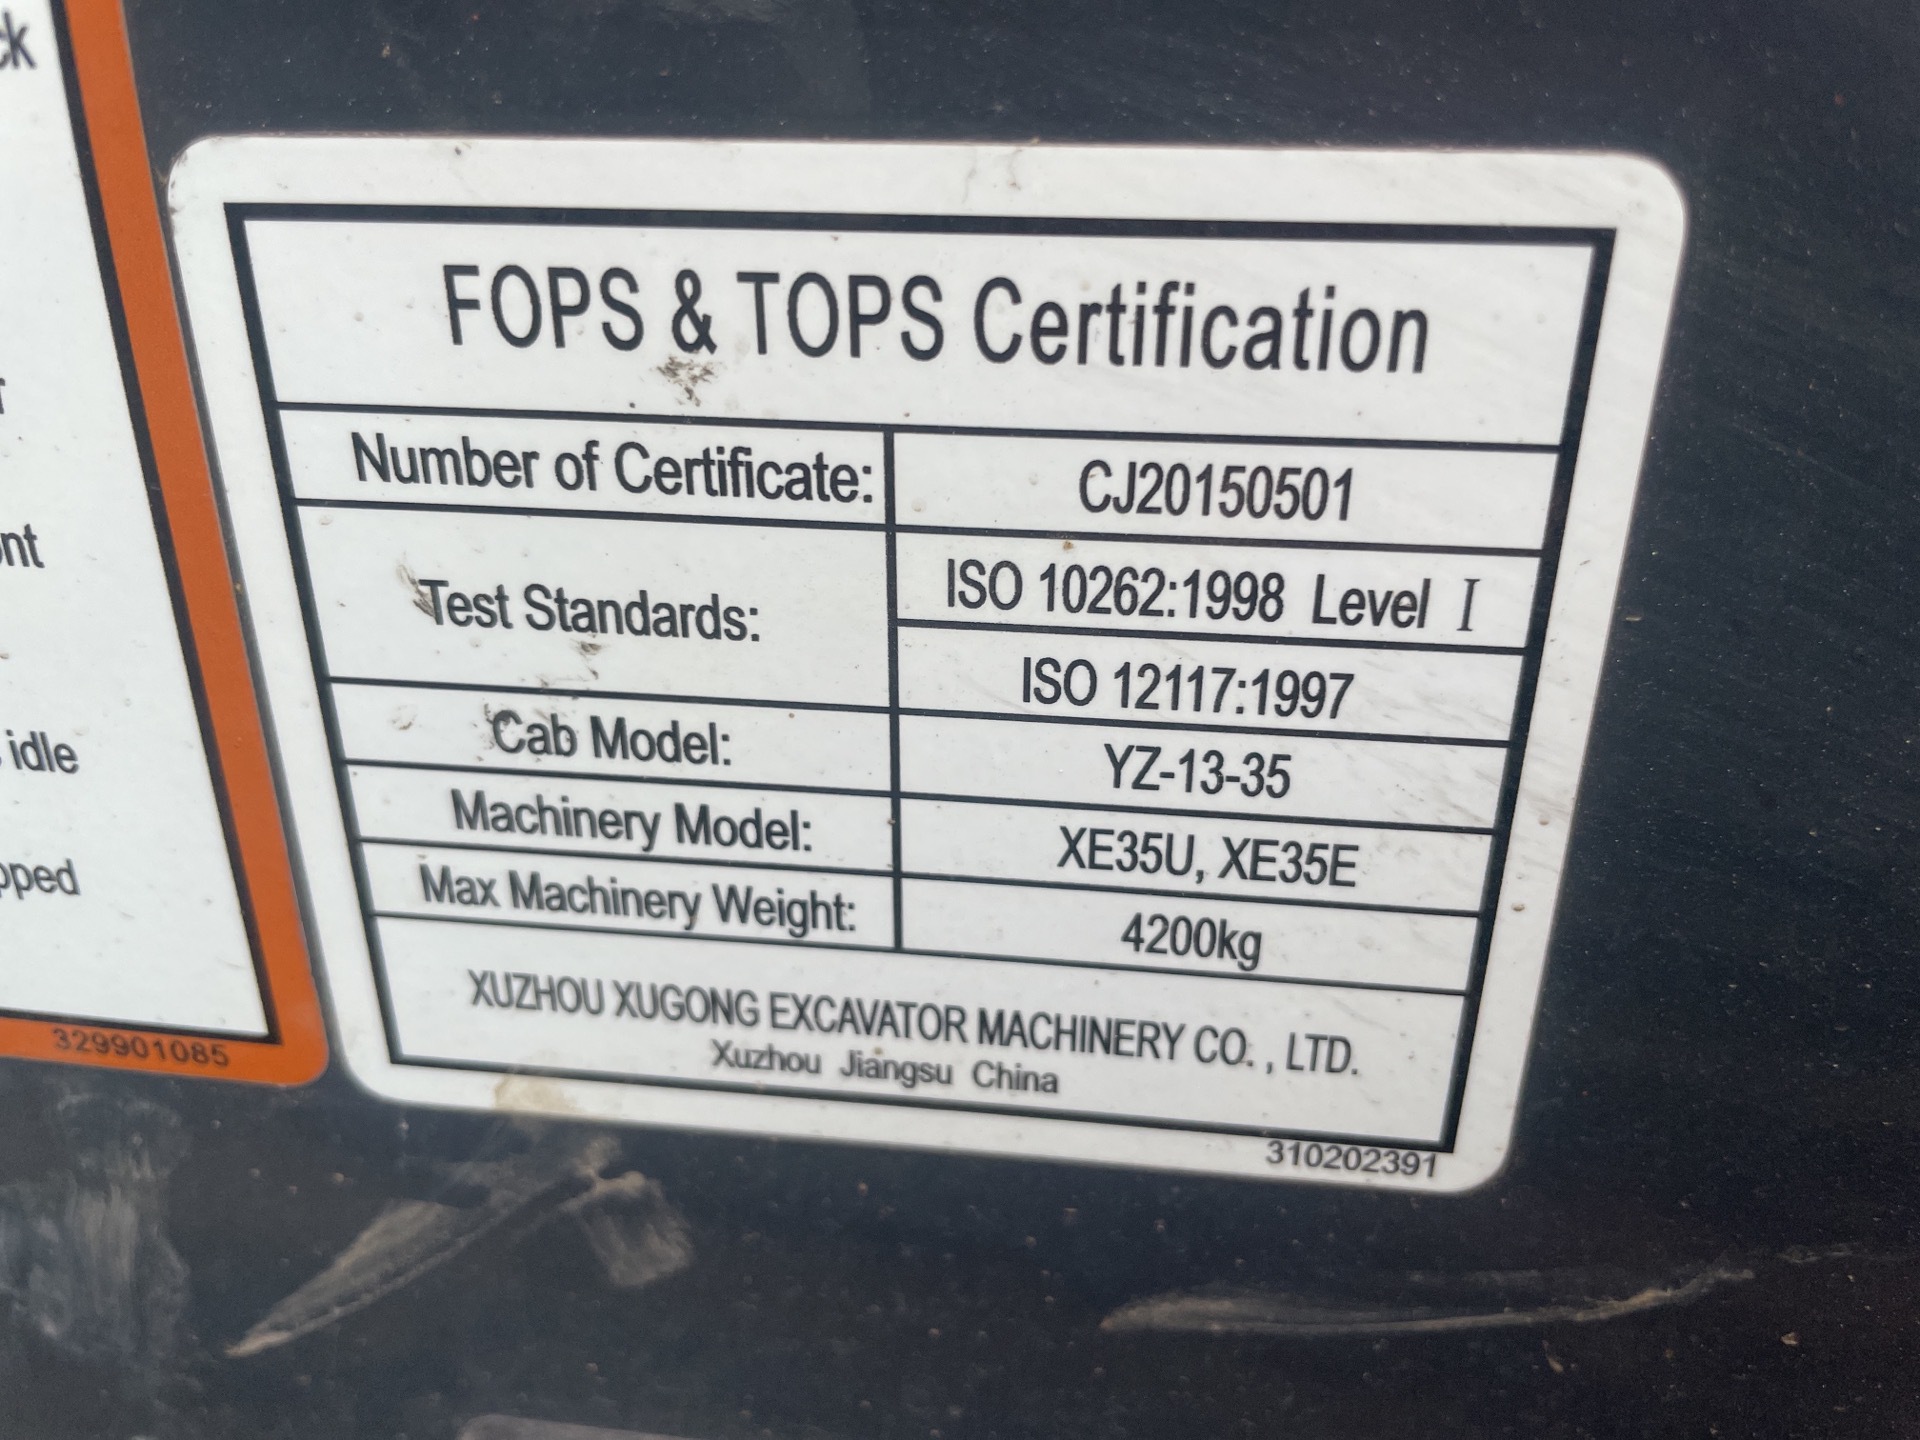 ck
nt
idle
pped
329901085
FOPS & TOPS Certification
Number of Certificate: CJ20150501
Test Standards: ISO 10262:1998 Level I
ISO 12117:1997
Cab Model: YZ-13-35
Machinery Model: XE35U, XE35E
Max Machinery Weight: 4200kg
XUZHOU XUGONG EXCAVATOR MACHINERY CO. , LTD.
Xuzhou Jiangsu China
310202391